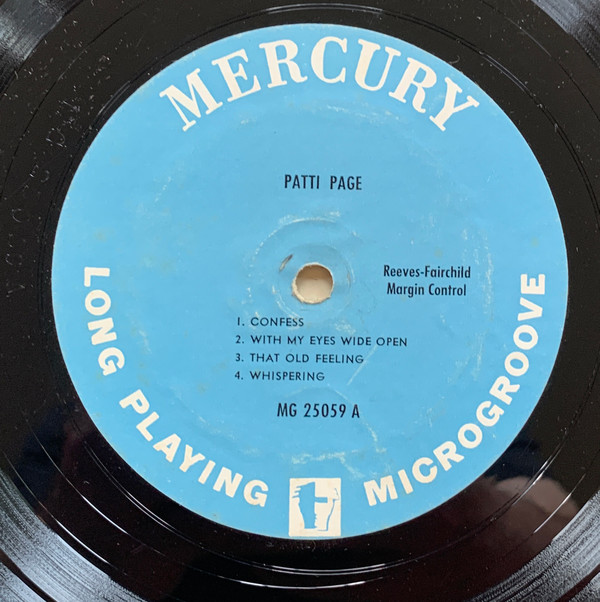 MERCURY
PATTI PAGE
Reeves-Fairchild
Margin Control
1. CONFESS
2. WITH MY EYES WIDE OPEN
3. THAT OLD FEELING
4. WHISPERING
MG 25059 A
LONG PLAYING MICROGROOVE